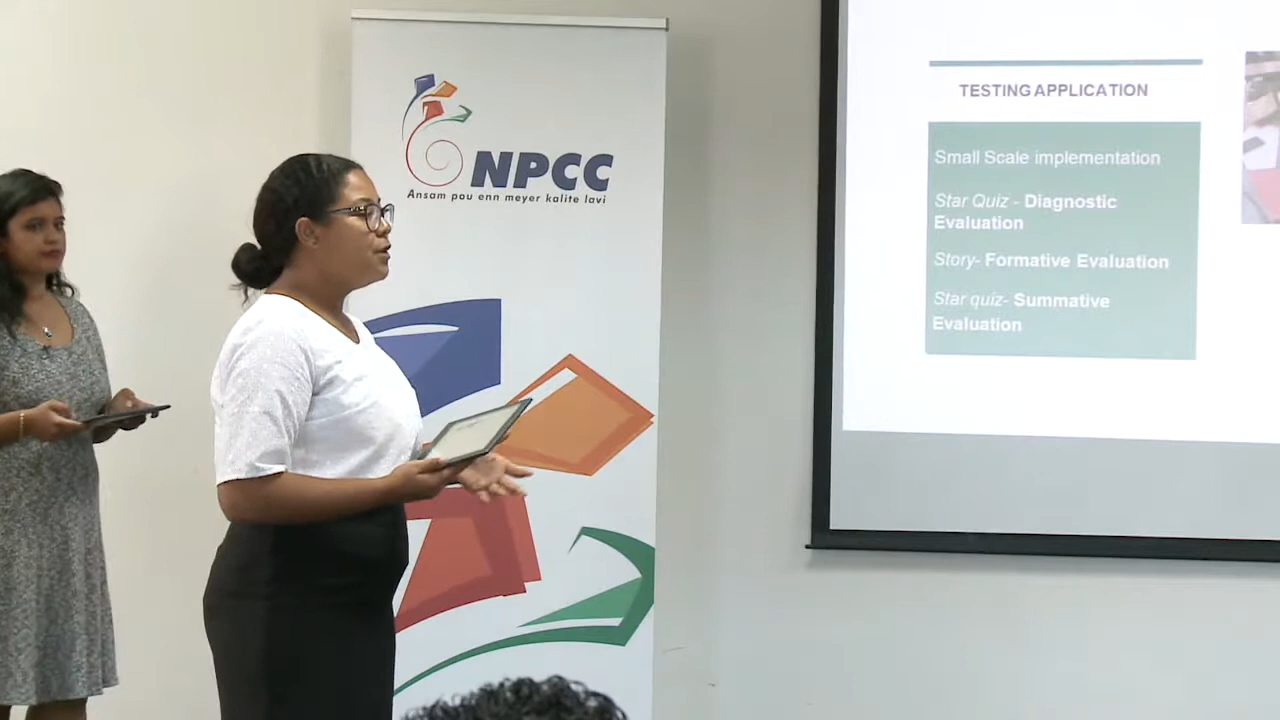 NPCC
Ansam pou enn meyer kalite lavi
TESTING APPLICATION
Small Scale implementation
Star Quiz - Diagnostic
Evaluation
Story- Formative Evaluation
Star quiz- Summative
Evaluation